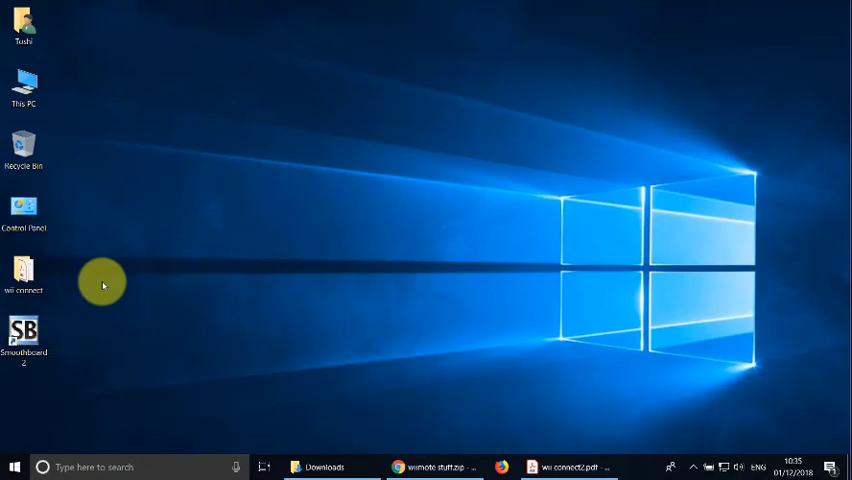 Tushi
This PC
Recycle Bin
Control Panel
wii connect
SB
Smoothboard
2
Type here to search
Downloads
wiimote stuff.zip - ...
wii connect2.pdf - ...
ENG
10:35
01/12/2018